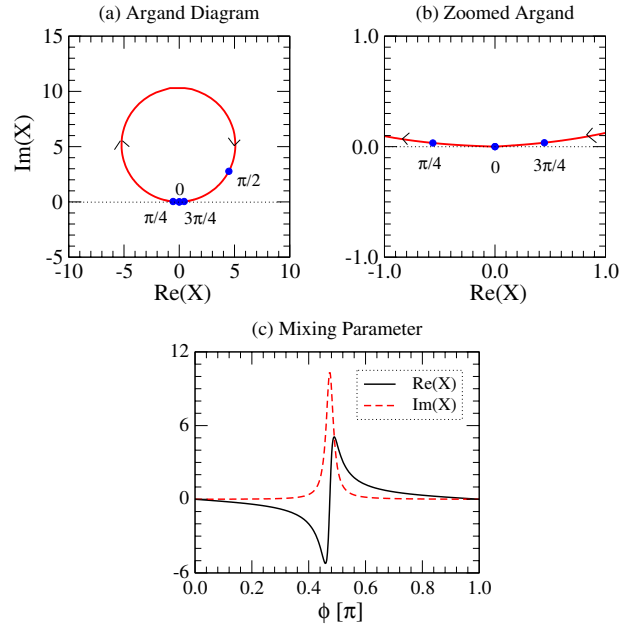 (a) Argand Diagram
(b) Zoomed Argand
15
10
5
0
-5
Im(X)
0
π/4
3π/4
π/2
-10
-5
0
5
10
Re(X)
1.0
0.5
0.0
-0.5
-1.0
π/4
0
3π/4
-1.0
0.0
1.0
Re(X)
(c) Mixing Parameter
12
6
0
-6
Re(X)
Im(X)
0.0
0.2
0.4
0.6
0.8
1.0
ϕ [π]